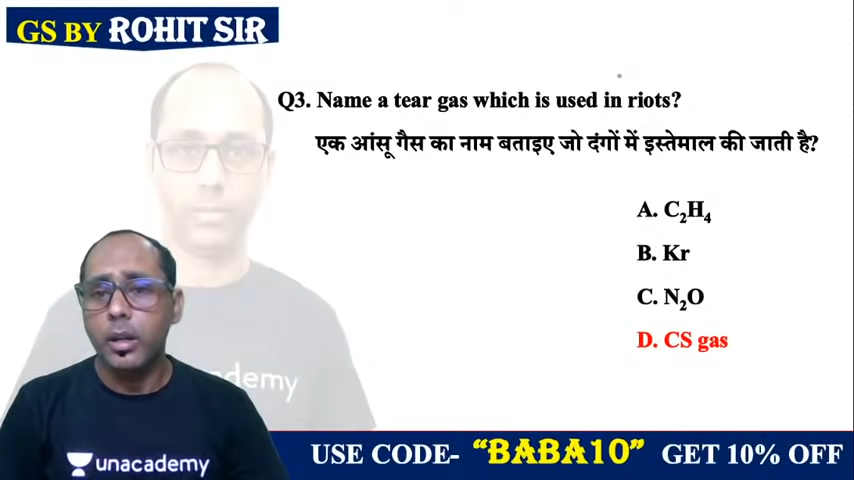 GS BY ROHIT SIR
Q3. Name a tear gas which is used in riots?
एक आंसू गैस का नाम बताइए जो दंगों में इस्तेमाल की जाती है?
A. C₂H₄
B. Kr
C. N₂O
D. CS gas
demy
unacademy
USE CODE- “BABA10” GET 10% OFF